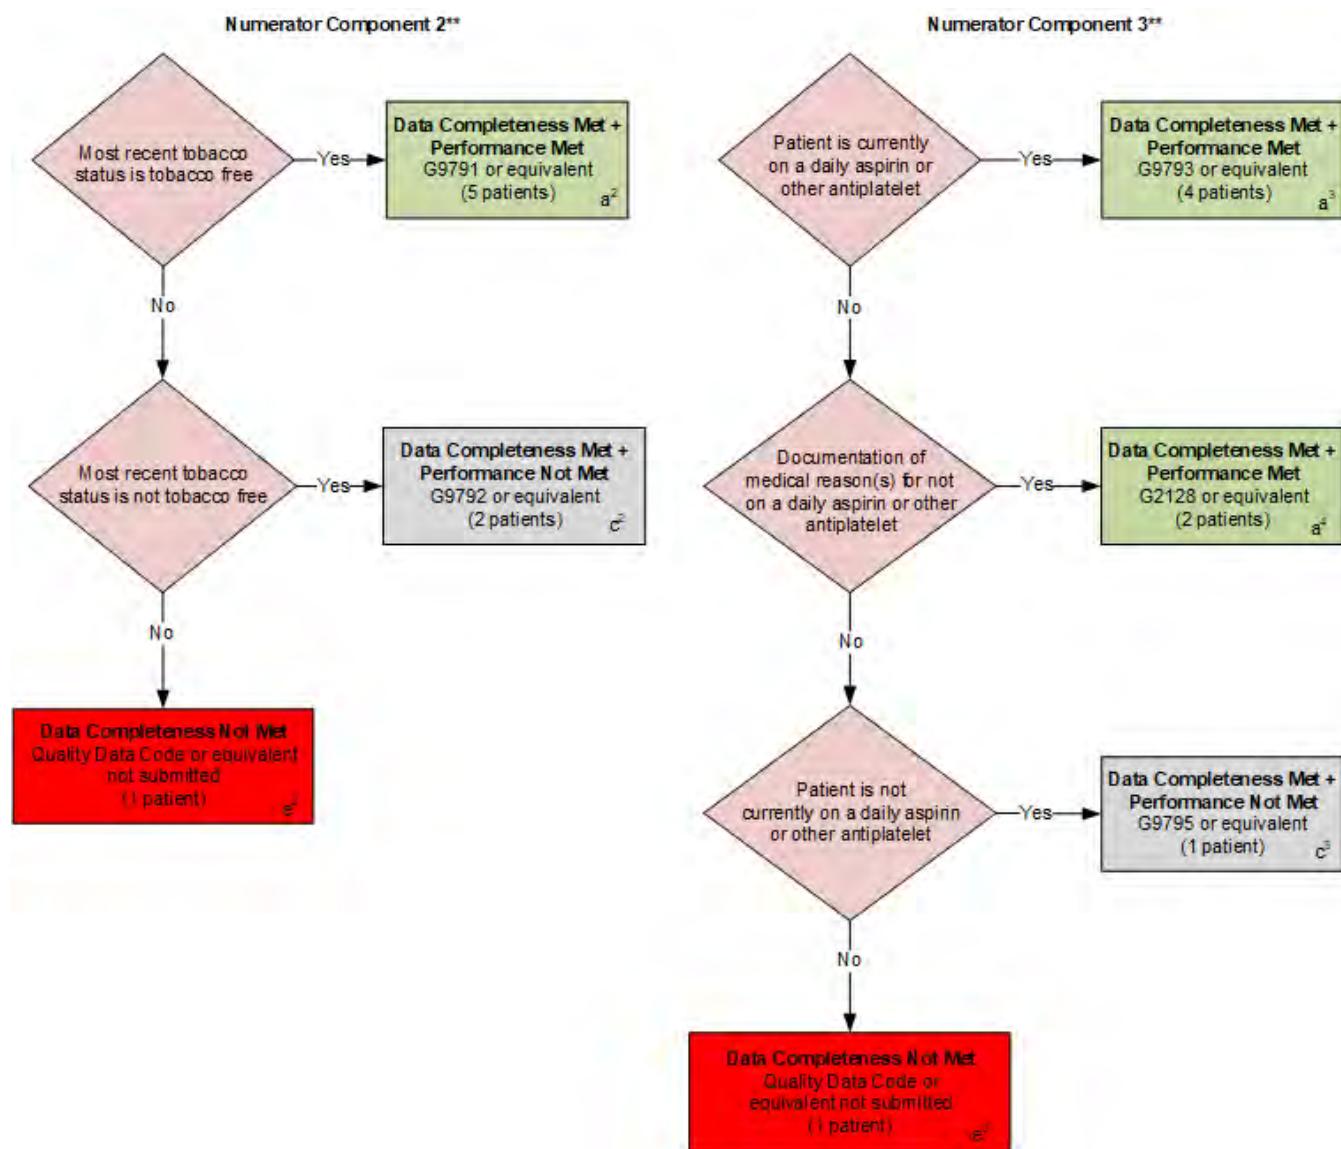 Numerator Component 2**
Most recent tobacco
status is tobacco free
Yes
Data Completeness Met +
Performance Met
G9791 or equivalent
(5 patients)
a²
No
Most recent tobacco
status is not tobacco free
Yes
Data Completeness Met +
Performance Not Met
G9792 or equivalent
(2 patients)
c²
No
Data Completeness Not Met
Quality Data Code or equivalent
not submitted
(1 patient)
e²
Numerator Component 3**
Patient is currently
on a daily aspirin or
other antiplatelet
Yes
Data Completeness Met +
Performance Met
G9793 or equivalent
(4 patients)
a³
No
Documentation of
medical reason(s) for not
on a daily aspirin or other
antiplatelet
Yes
Data Completeness Met +
Performance Met
G2128 or equivalent
(2 patients)
a⁴
No
Patient is not
currently on a daily aspirin
or other antiplatelet
Yes
Data Completeness Met +
Performance Not Met
G9795 or equivalent
(1 patient)
c³
No
Data Completeness Not Met
Quality Data Code or
equivalent not submitted
(1 patient)
e³